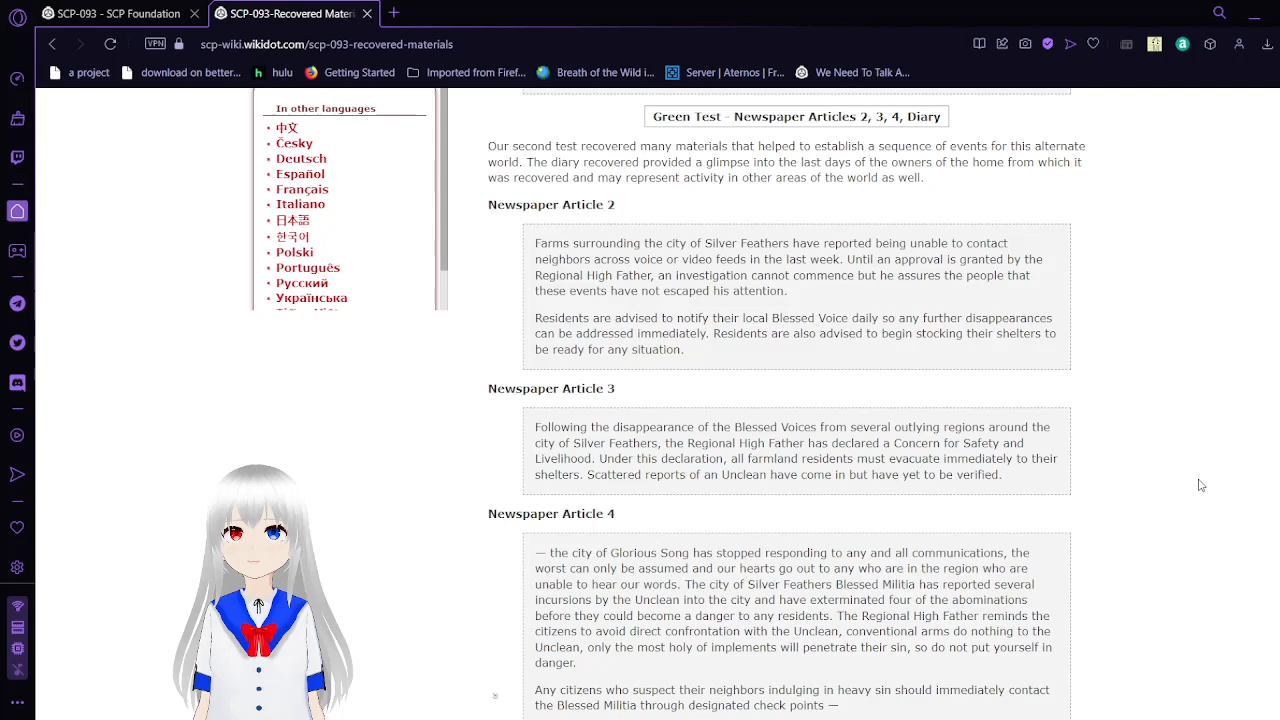 SCP-093 - SCP Foundation
SCP-093-Recovered Materi
VPN
scp-wiki.wikidot.com/scp-093-recovered-materials
a project
download on better...
hulu
Getting Started
Imported from Firef...
Breath of the Wild i...
Server | Aternos | Fr...
We Need To Talk A...
In other languages
中文
Česky
Deutsch
Español
Français
Italiano
日本語
한국어
Polski
Português
Русский
Українська
Green Test - Newspaper Articles 2, 3, 4, Diary
Our second test recovered many materials that helped to establish a sequence of events for this alternate
world. The diary recovered provided a glimpse into the last days of the owners of the home from which it
was recovered and may represent activity in other areas of the world as well.
Newspaper Article 2
Farms surrounding the city of Silver Feathers have reported being unable to contact
neighbors across voice or video feeds in the last week. Until an approval is granted by the
Regional High Father, an investigation cannot commence but he assures the people that
these events have not escaped his attention.
Residents are advised to notify their local Blessed Voice daily so any further disappearances
can be addressed immediately. Residents are also advised to begin stocking their shelters to
be ready for any situation.
Newspaper Article 3
Following the disappearance of the Blessed Voices from several outlying regions around the
city of Silver Feathers, the Regional High Father has declared a Concern for Safety and
Livelihood. Under this declaration, all farmland residents must evacuate immediately to their
shelters. Scattered reports of an Unclean have come in but have yet to be verified.
Newspaper Article 4
— the city of Glorious Song has stopped responding to any and all communications, the
worst can only be assumed and our hearts go out to any who are in the region who are
unable to hear our words. The city of Silver Feathers Blessed Militia has reported several
incursions by the Unclean into the city and have exterminated four of the abominations
before they could become a danger to any residents. The Regional High Father reminds the
citizens to avoid direct confrontation with the Unclean, conventional arms do nothing to the
Unclean, only the most holy of implements will penetrate their sin, so do not put yourself in
danger.
Any citizens who suspect their neighbors indulging in heavy sin should immediately contact
the Blessed Militia through designated check points —